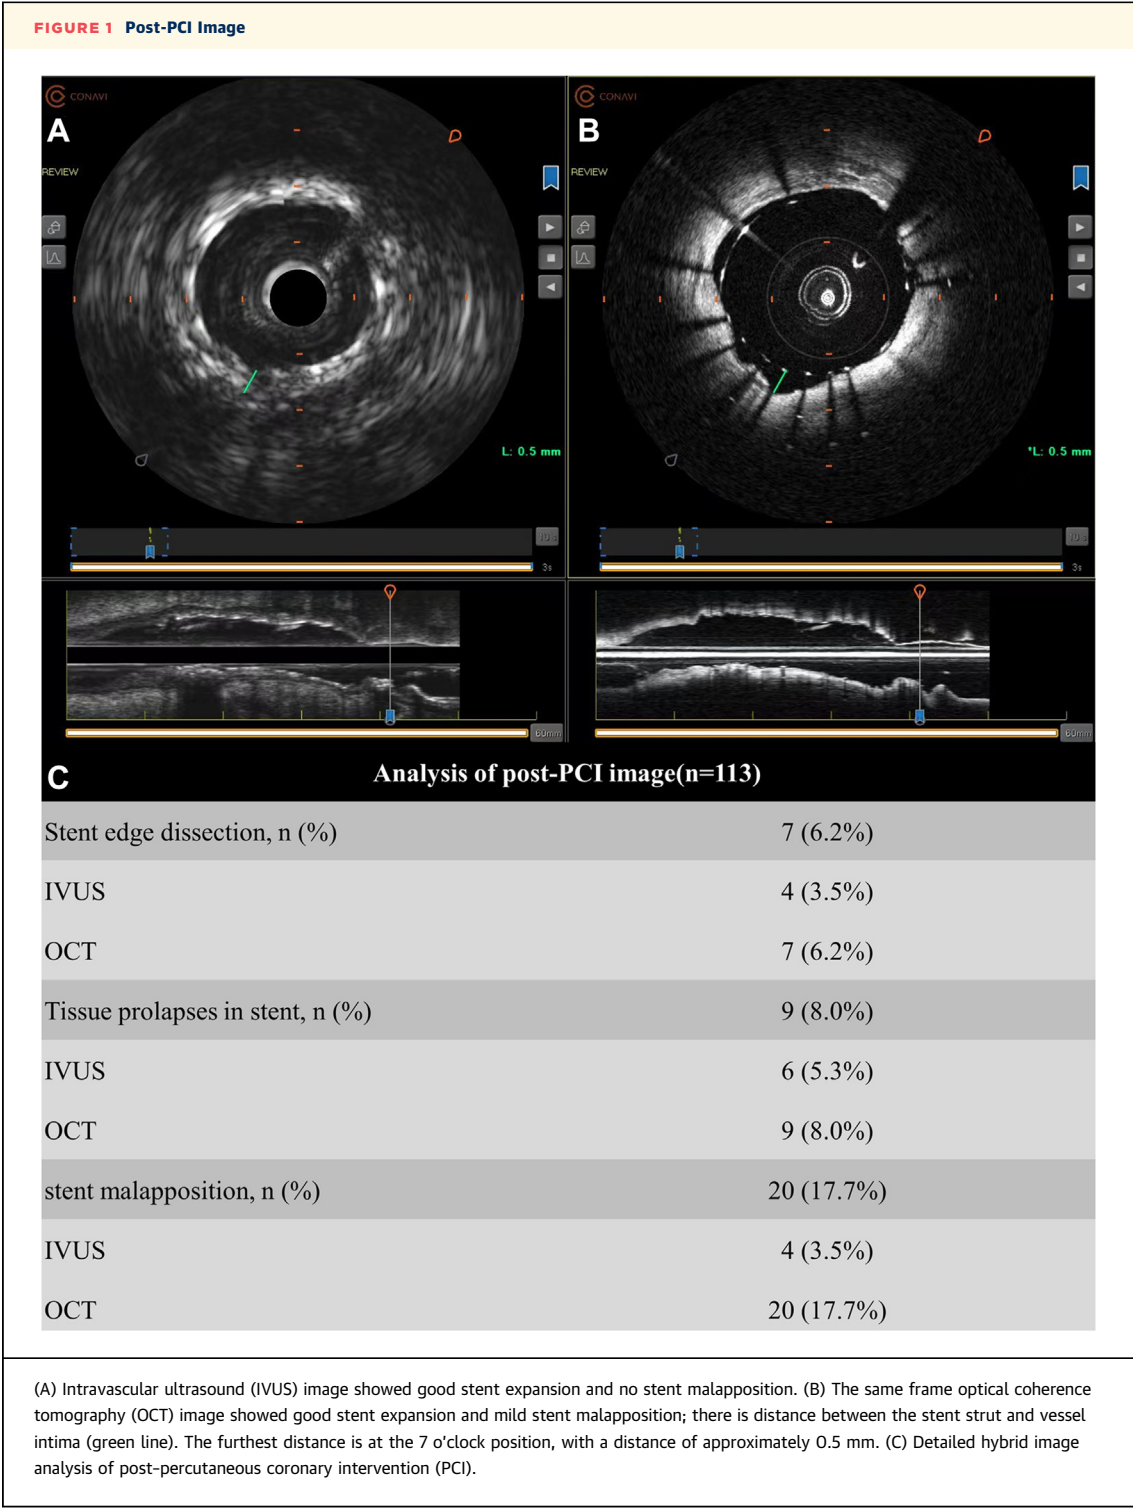 FIGURE 1 Post-PCI Image
CONAVI
A
REVIEW
L: 0.5 mm
10 s
3s
60mm
CONAVI
B
REVIEW
*L: 0.5 mm
10 s
3s
60mm
C Analysis of post-PCI image(n=113)
Stent edge dissection, n (%) 7 (6.2%)
IVUS 4 (3.5%)
OCT 7 (6.2%)
Tissue prolapses in stent, n (%) 9 (8.0%)
IVUS 6 (5.3%)
OCT 9 (8.0%)
stent malapposition, n (%) 20 (17.7%)
IVUS 4 (3.5%)
OCT 20 (17.7%)
(A) Intravascular ultrasound (IVUS) image showed good stent expansion and no stent malapposition. (B) The same frame optical coherence
tomography (OCT) image showed good stent expansion and mild stent malapposition; there is distance between the stent strut and vessel
intima (green line). The furthest distance is at the 7 o'clock position, with a distance of approximately 0.5 mm. (C) Detailed hybrid image
analysis of post-percutaneous coronary intervention (PCI).